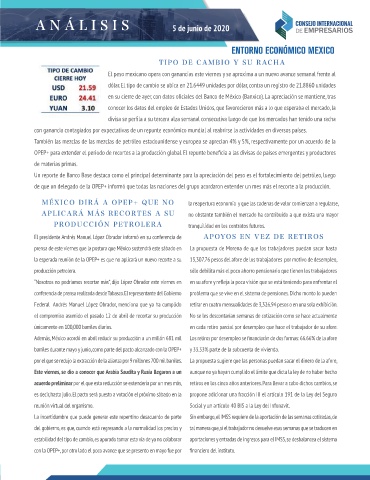 ANÁLISIS
5 de junio de 2020
CONSEJO INTERNACIONAL
DE EMPRESARIOS
ENTORNO ECONÓMICO MEXICO
TIPO DE CAMBIO Y SU RACHA
TIPO DE CAMBIO
CIERRE HOY
USD 21.59
EURO 24.41
YUAN 3.10
El peso mexicano opera con ganancias este viernes y se aproxima a un nuevo avance semanal frente al
dólar. El tipo de cambio se ubica en 21.6449 unidades por dólar, contra un registro de 21.8860 unidades
en su cierre de ayer, con datos oficiales del Banco de México (Banxico). La apreciación se mantiene, tras
conocer los datos del empleo de Estados Unidos, que favorecieron más a lo que esperaba el mercado, la
divisa se perfila a su tercera alza semanal consecutiva luego de que los mercados han tenido una racha
con ganancia contagiados por expectativas de un repunte económico mundial al reabrirse la actividades en diversos países.
También las mezclas de las mezclas de petróleo estadounidense y europea se aprecian 4% y 5%, respectivamente por un acuerdo de la
OPEP+ para extender el periodo de recortes a la producción global. El reporte beneficia a las divisas de países emergentes y productores
de materias primas.
Un reporte de Banco Base destaca como el principal determinante para la apreciación del peso es el fortalecimiento del petróleo, luego
de que un delegado de la OPEP+ informó que todas las naciones del grupo acordaron extender un mes más el recorte a la producción.
MÉXICO DIRÁ A OPEP+ QUE NO
APLICARÁ MÁS RECORTES A SU
PRODUCCIÓN PETROLERA
El presidente Andrés Manuel López Obrador informó en su conferencia de
prensa de este viernes que la postura que México sostendrá este sábado en
la esperada reunión de la OPEP+ es que no aplicará un nuevo recorte a su
producción petrolera.
"Nosotros no podríamos recortar más", dijo López Obrador este viernes en
conferencia de prensa realizada desde Tabasco. El representante del Gobierno
Federal, Andrés Manuel López Obrador, menciona que ya fue cumplido
el compromiso asumido el pasado 12 de abril de recortar su producción
únicamente en 100,000 barriles diarios.
Además, México acordó en abril reducir su producción a un millón 681 mil
barriles durante mayo y junio, como parte del pacto alcanzado con la OPEP+
por el que se redujo la extracción de la alianza por 9 millones 700 mil barriles.
Este viernes, se dio a conocer que Arabia Saudita y Rusia llegaron a un
acuerdo preliminar por el que esta reducción se extendería por un mes más,
es decir, hasta julio. El pacto será puesto a votación el próximo sábado en la
reunión virtual del organismo.
La incertidumbre que puede generar este repentino desacuerdo de parte
del gobierno, es que, cuando está regresando a la normalidad los precios y
estabilidad del tipo de cambio, es apurado tomar esta vía de ya no colaborar
con la OPEP+, por otro lado el poco avance que se presentó en mayo fue por
la reapertura económica y que las cadenas de valor comenzaran a regularse,
no obstante también el mercado ha contribuido a que exista una mayor
tranquilidad en los contratos futuros.
APOYOS EN VEZ DE RETIROS
La propuesta de Morena de que los trabajadores puedan sacar hasta
13,307.76 pesos del afore de los trabajadores por motivo de desempleo,
sólo debilita más el poco ahorro pensionario que tienen los trabajadores
en su afore y refleja la poca visión que se está teniendo para enfrentar el
problema que se vive en el sistema de pensiones. Dicho monto lo pueden
retirar en cuatro mensualidades de 3,326.94 pesos o en una sola exhibición.
No se les descontarían semanas de cotización como se hace actualmente
en cada retiro parcial por desempleo que hace el trabajador de su afore.
Los retiros por desempleo se financiarán de dos formas: 66.66% de la afore
y 33.33% parte de la subcuenta de vivienda.
La propuesta sugiere que las personas puedan sacar el dinero de la afore,
aunque no ya hayan cumplido el límite que dicta la ley de no haber hecho
retiros en los cinco años anteriores. Para llevar a cabo dichos cambios, se
propone adicionar una fracción III al artículo 191 de la Ley del Seguro
Social y un artículo 40 BIS a la Ley del Infonavit.
Sin embargo, el IMSS requiere de la aportación de las semanas cotizadas, de
tal manera que, si el trabajador no devuelve esas semanas que se traducen en
aportaciones y entradas de ingresos para el IMSS, se desbalancea el sistema
financiero del instituto.